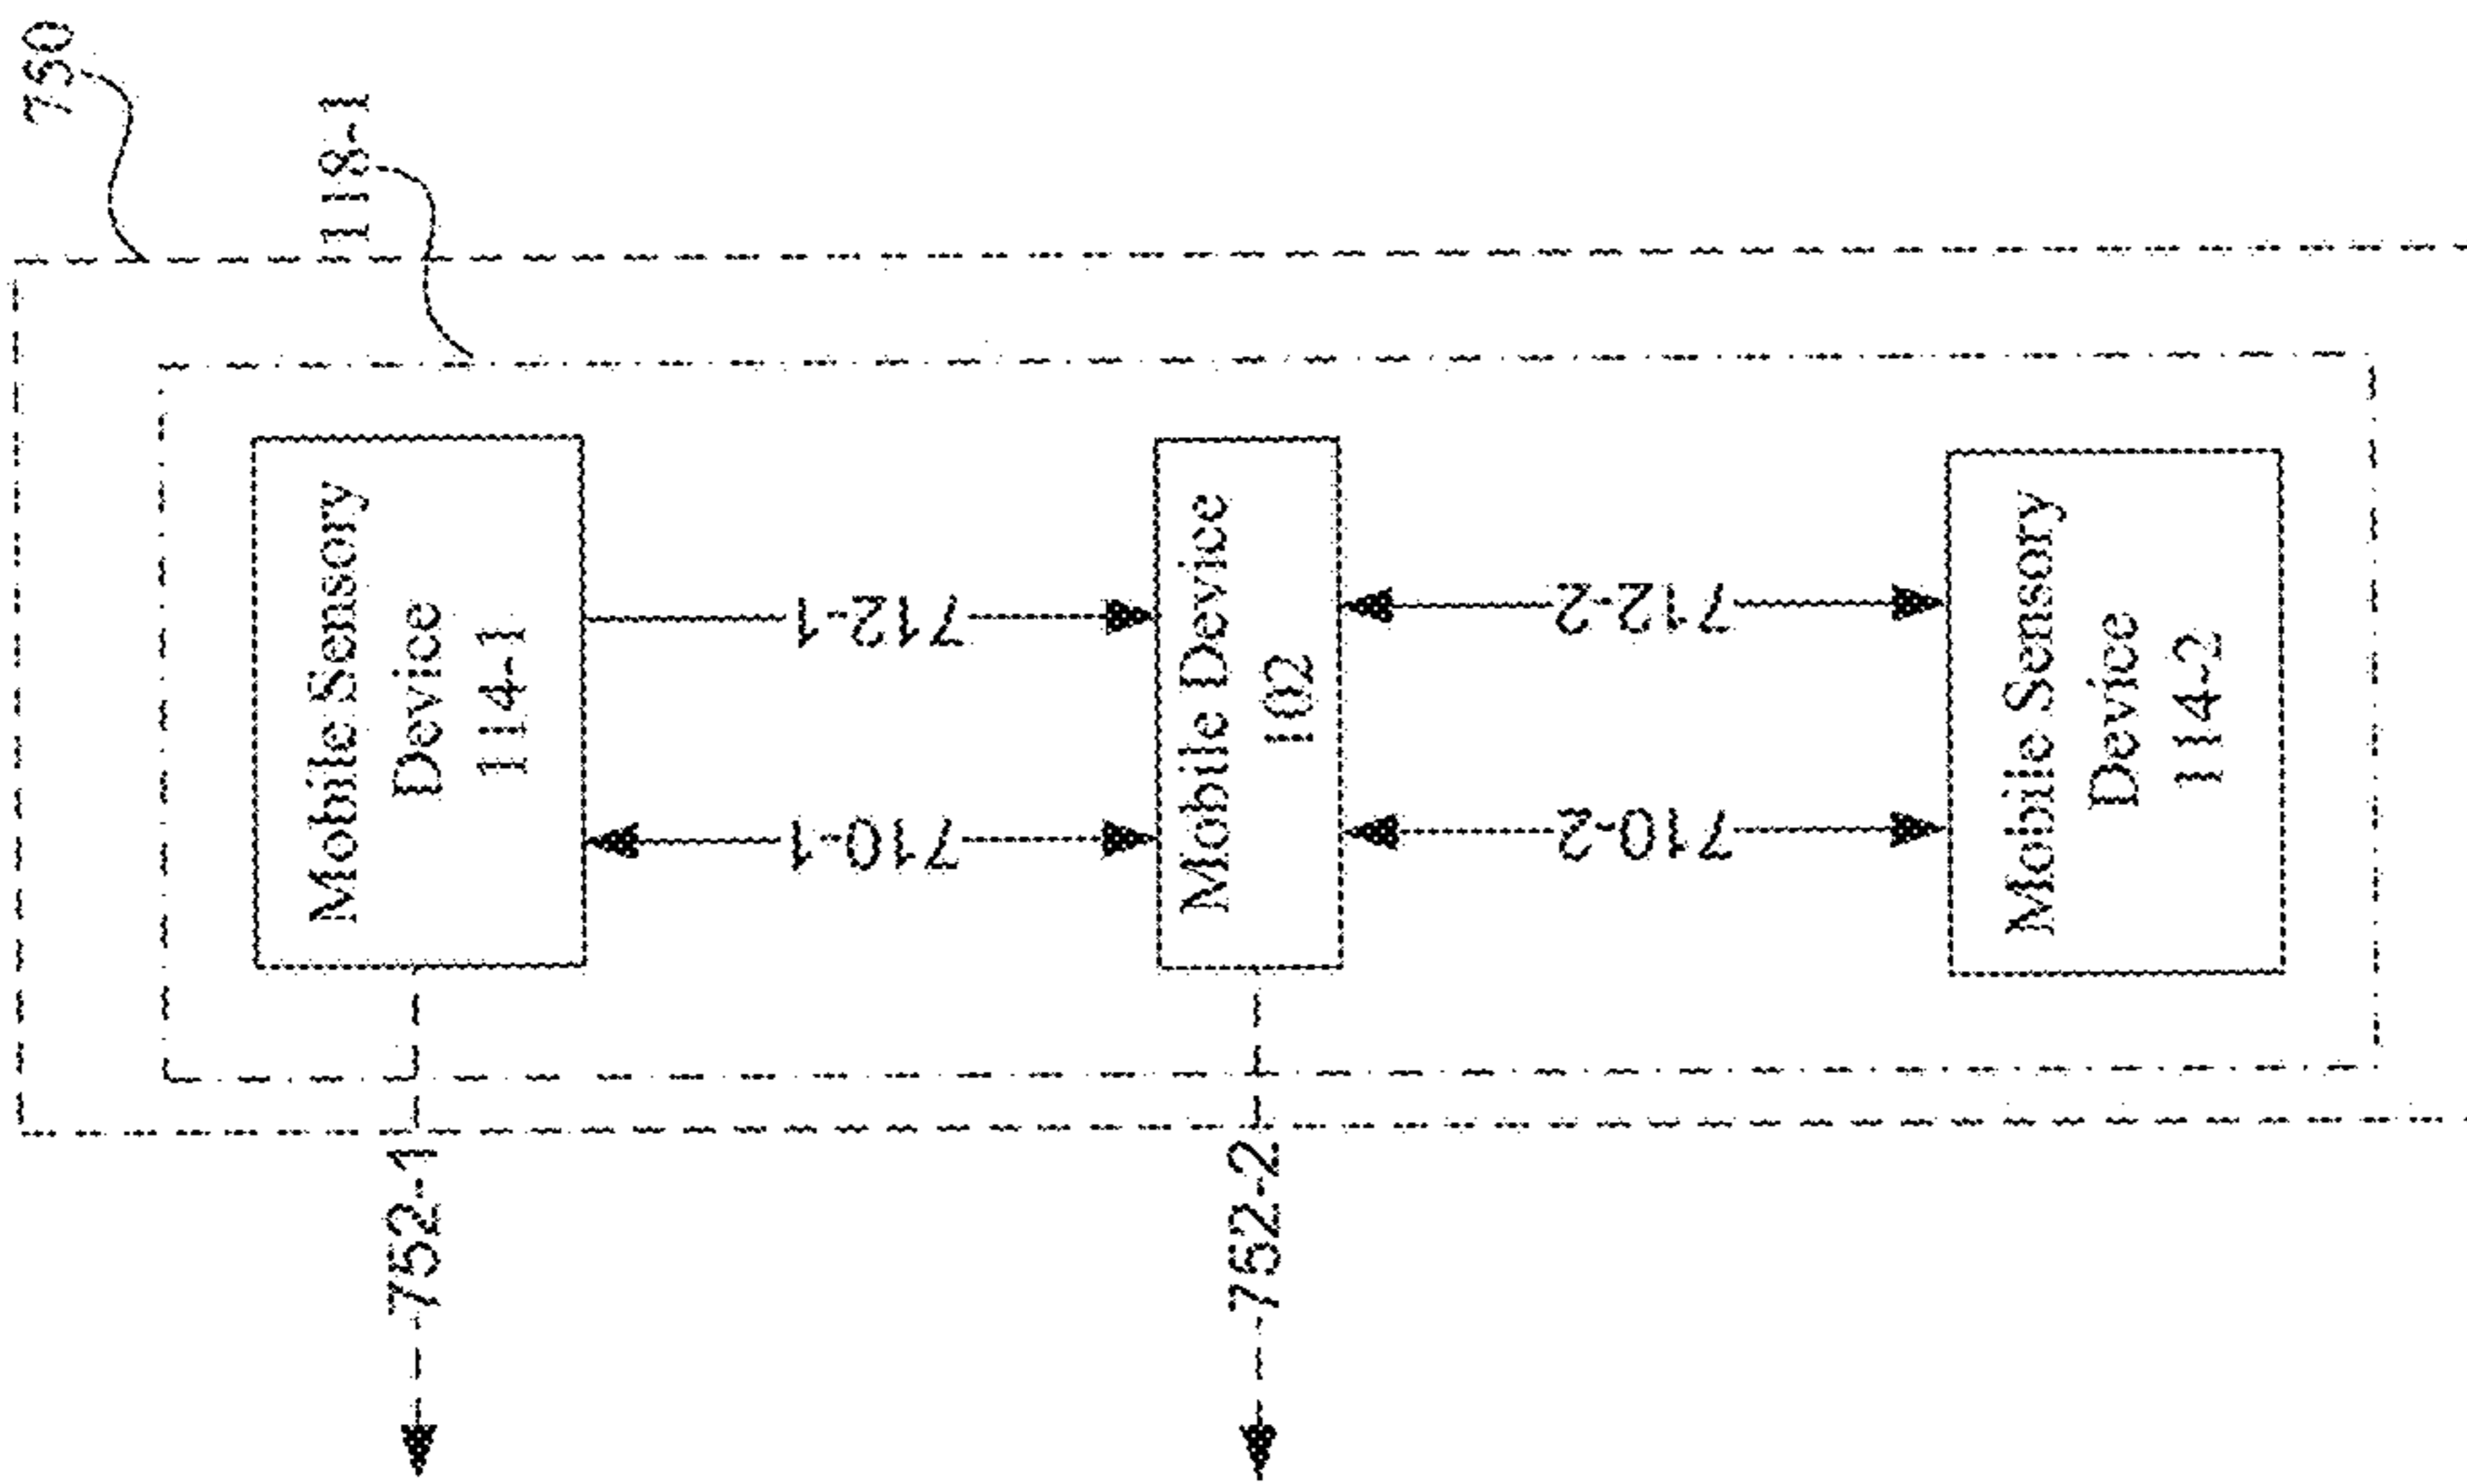 750
118-1
Mobile Sensory
Device
114-1
752-1
710-1
712-1
Mobile Device
102
752-2
710-2
712-2
Mobile Sensory
Device
114-2